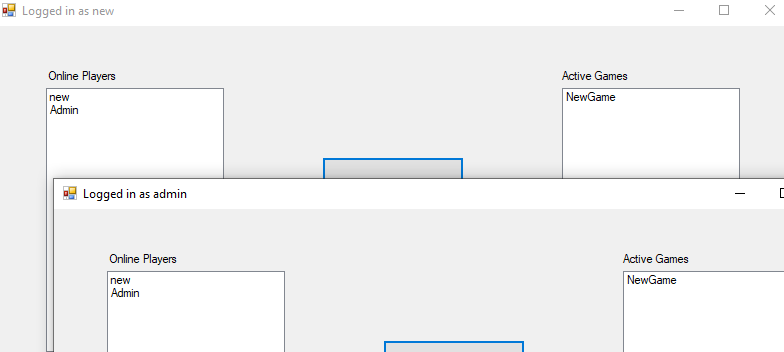 Logged in as new
Online Players
Active Games
new
Admin
NewGame
Logged in as admin
Online Players
Active Games
new
Admin
NewGame